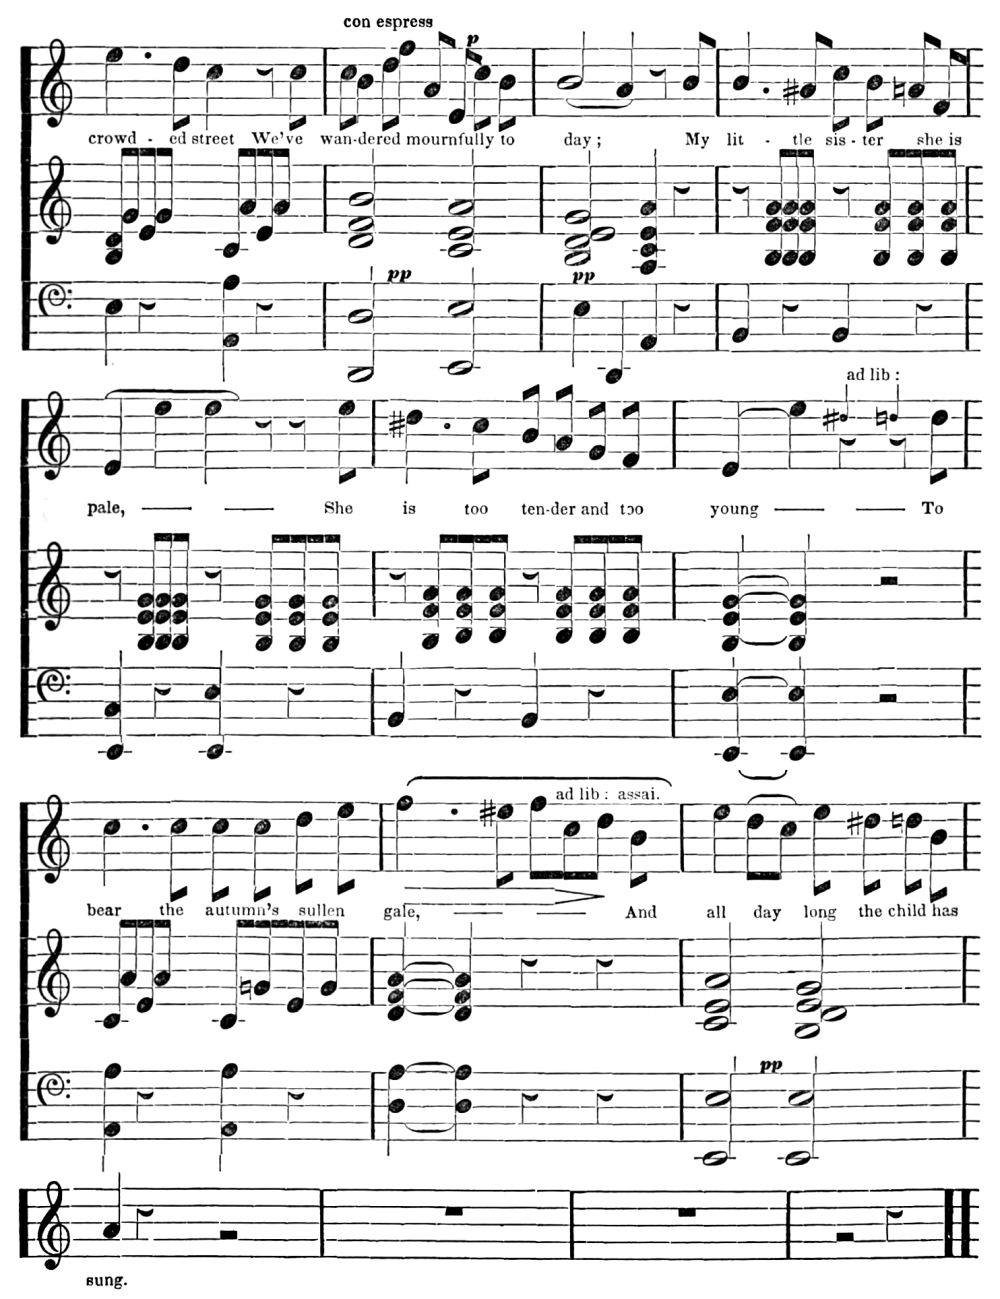 con espress
p
crowd - ed street We've wan-dered mournfully to day; My lit - tle sis - ter she is
pp pp
ad lib:
pale, She is too ten-der and too young To
ad lib: assai.
bear the autumn's sullen gale, And all day long the child has
pp
sung.